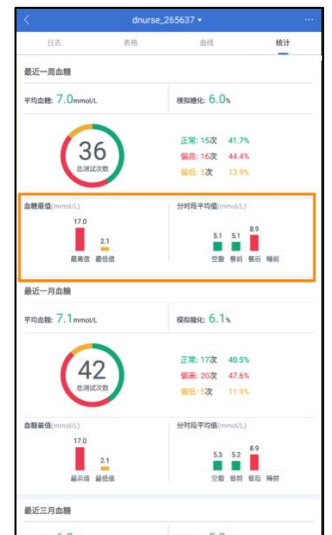 dnurse_265637
日志 表格 曲线 统计
最近一周血糖
平均血糖: 7.0mmol/L 模拟糖化: 6.0%
36
总测试次数
正常: 15次 41.7%
偏高: 16次 44.4%
偏低: 5次 13.9%
血糖最值(mmol/L) 分时段平均值(mmol/L)
17.0 2.1 5.1 5.1 8.9
最高值 最低值 空腹 餐前 餐后 睡前
最近一月血糖
平均血糖: 7.1mmol/L 模拟糖化: 6.1%
42
总测试次数
正常: 17次 40.5%
偏高: 20次 47.6%
偏低: 5次 11.9%
血糖最值(mmol/L) 分时段平均值(mmol/L)
17.0 2.1 5.3 5.2 8.9
最高值 最低值 空腹 餐前 餐后 睡前
最近三月血糖